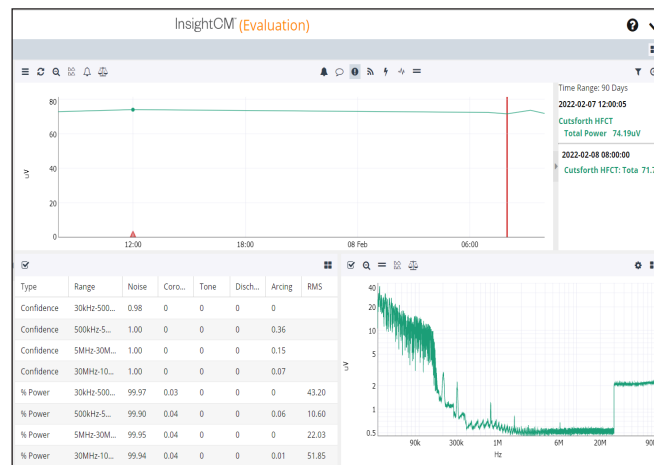 InsightCM™ (Evaluation)
Time Range: 90 Days
2022-02-07 12:00:05
Cutsforth HFCT
Total Power 74.19uV
2022-02-08 08:00:00
Cutsforth HFCT: Tota 71.7
80
60
40
20
0
uV
12:00 18:00 08 Feb 06:00
Type Range Noise Coro... Tone Disch... Arcing RMS
Confidence 30kHz-500... 0.98 0 0 0 0
Confidence 500kHz-5... 1.00 0 0 0 0.36
Confidence 5MHz-30M... 1.00 0 0 0 0.15
Confidence 30MHz-10... 1.00 0 0 0 0.07
% Power 30kHz-500... 99.97 0.03 0 0 0 43.20
% Power 500kHz-5... 99.90 0.04 0 0 0.06 10.60
% Power 5MHz-30M... 99.95 0.04 0 0 0 22.03
% Power 30MHz-10... 99.94 0.04 0 0 0.01 51.85
40
20
10
5
2
1
0.5
uV
90k 300k 1M 6M 20M 90M
Hz